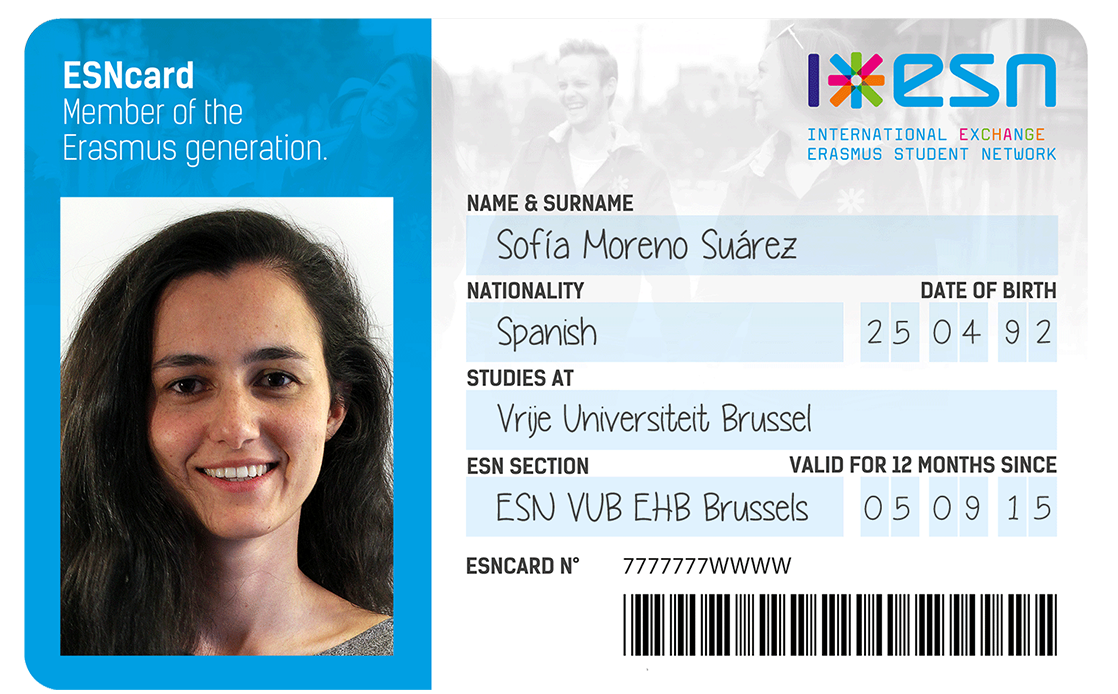 ESNcard
Member of the
Erasmus generation.
esn
INTERNATIONAL EXCHANGE
ERASMUS STUDENT NETWORK
NAME & SURNAME
Sofía Moreno Suárez
NATIONALITY DATE OF BIRTH
Spanish 25 04 92
STUDIES AT
Vrije Universiteit Brussel
ESN SECTION VALID FOR 12 MONTHS SINCE
ESN VUB EHB Brussels 05 09 15
ESNCARD N° 7777777WWWW